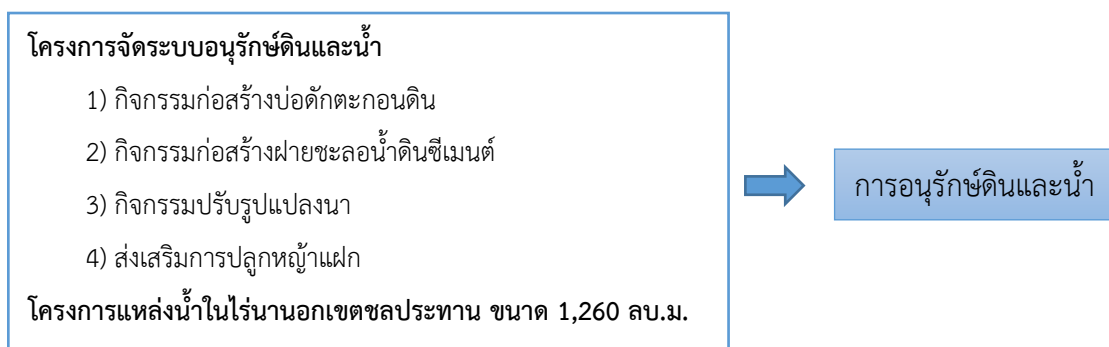 โครงการจัดระบบอนุรักษ์ดินและน้ำ
1) กิจกรรมก่อสร้างบ่อดักตะกอนดิน
2) กิจกรรมก่อสร้างฝายชะลอน้ำดินซีเมนต์
3) กิจกรรมปรับรูปแปลงนา
4) ส่งเสริมการปลูกหญ้าแฝก
โครงการแหล่งน้ำในไร่นานอกเขตชลประทาน ขนาด 1,260 ลบ.ม.
การอนุรักษ์ดินและน้ำ